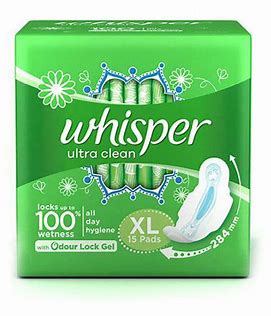 whisper
ultra clean
locks up to
100%
wetness
all
day
hygiene
with Odour Lock Gel
XL
15 Pads
284 mm